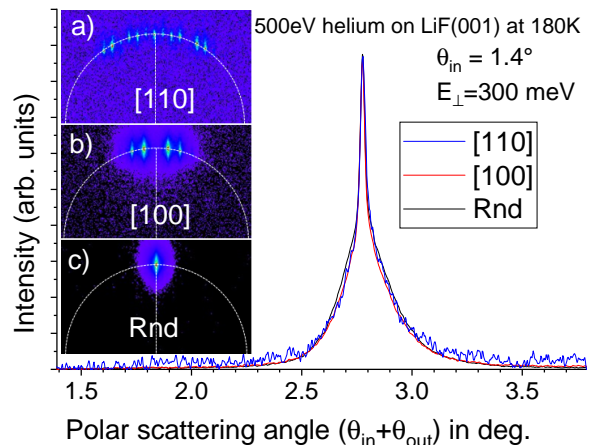 500eV helium on LiF(001) at 180K
θin = 1.4°
E⊥=300 meV
a)
[110]
b)
[100]
c)
Rnd
[110]
[100]
Rnd
Intensity (arb. units)
1.5 2.0 2.5 3.0 3.5
Polar scattering angle (θin+θout) in deg.